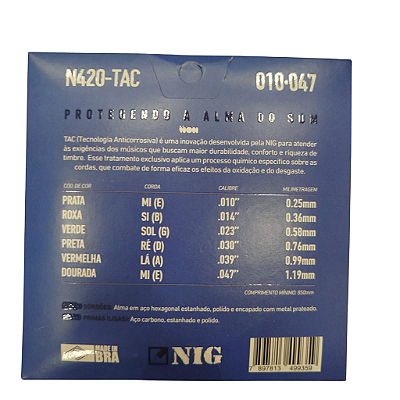 N420-TAC 010•047
PROTEGENDO A ALMA DO SOM
TAC (Tecnologia Anticorrosiva) é uma inovação desenvolvida pela NIG para atender
às exigências dos músicos que buscam maior durabilidade, conforto e riqueza de
timbre. Esse tratamento exclusivo aplica um processo químico específico sobre as
cordas, que combate de forma eficaz os efeitos da oxidação e do desgaste.
CÓD. DE COR CORDA CALIBRE MILIMETRAGEM
PRATA MI (E) .010" 0.25mm
ROXA SI (B) .014" 0.36mm
VERDE SOL (G) .023" 0.58mm
PRETA RÉ (D) .030" 0.76mm
VERMELHA LÁ (A) .039" 0.99mm
DOURADA MI (E) .047" 1.19mm
COMPRIMENTO MÍNIMO: 850mm
BORDÕES: Alma em aço hexagonal estanhado, polido e encapado com metal prateado.
PRIMAS (LISAS): Aço carbono, estanhado e polido.
MADE IN
BRA
NIG
7 897813 499359